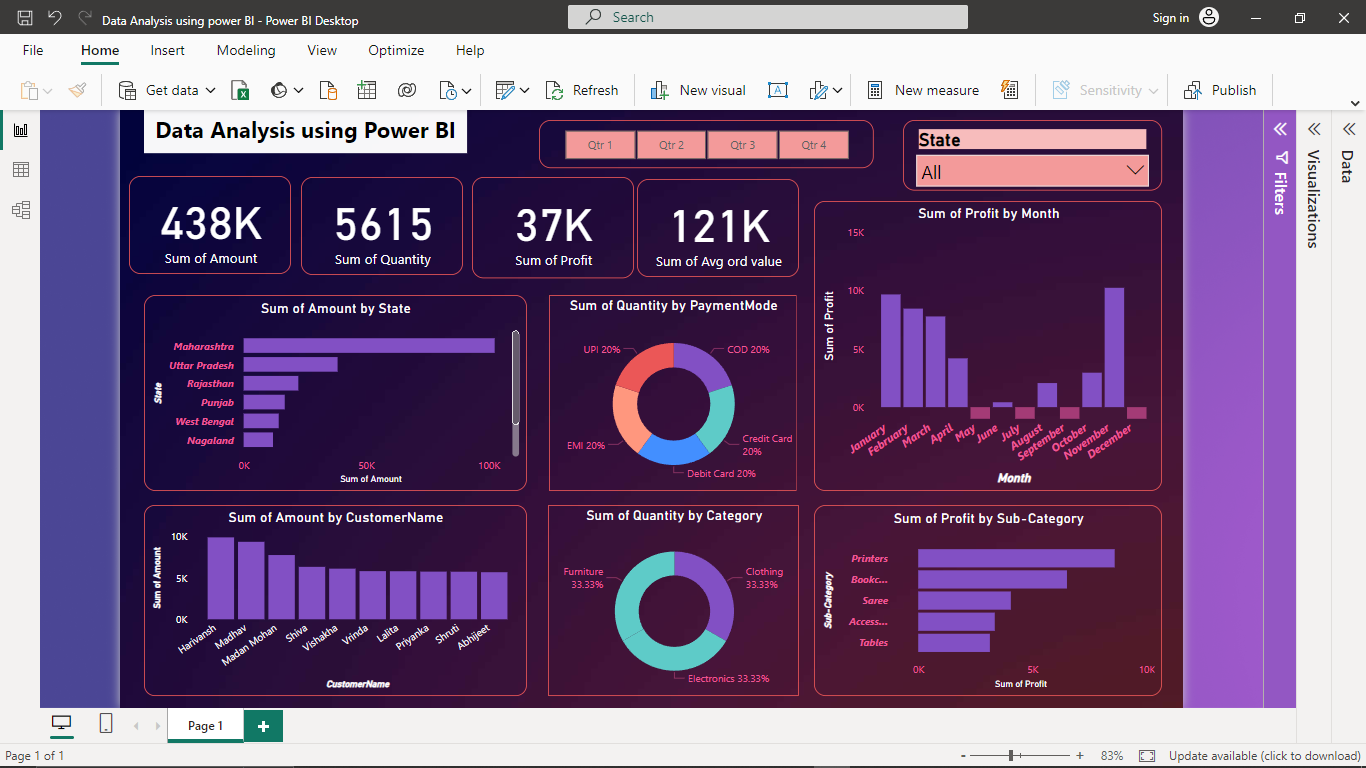 Data Analysis using power BI - Power BI Desktop
Search
Sign in
File Home Insert Modeling View Optimize Help
Get data Refresh New visual New measure Sensitivity Publish
Data Analysis using Power BI
Qtr 1 Qtr 2 Qtr 3 Qtr 4
State
All
Filters
Visualizations
Data
438K
Sum of Amount
5615
Sum of Quantity
37K
Sum of Profit
121K
Sum of Avg ord value
Sum of Profit by Month
15K
10K
5K
0K
Sum of Profit
January February March April May June July August September October November December
Month
Sum of Amount by State
State
Maharashtra
Uttar Pradesh
Rajasthan
Punjab
West Bengal
Nagaland
0K 50K 100K
Sum of Amount
Sum of Quantity by PaymentMode
UPI 20% COD 20%
EMI 20%
Credit Card
20%
Debit Card 20%
Sum of Amount by CustomerName
10K
5K
0K
Sum of Amount
Harivansh Madhav Madan Mohan Shiva Vishakha Vrinda Lalita Priyanka Shruti Abhijeet
CustomerName
Sum of Quantity by Category
Furniture
33.33%
Clothing
33.33%
Electronics 33.33%
Sum of Profit by Sub-Category
Sub-Category
Printers
Bookc...
Saree
Access...
Tables
0K 5K 10K
Sum of Profit
Page 1
+
Page 1 of 1
- + 83%
Update available (click to download)